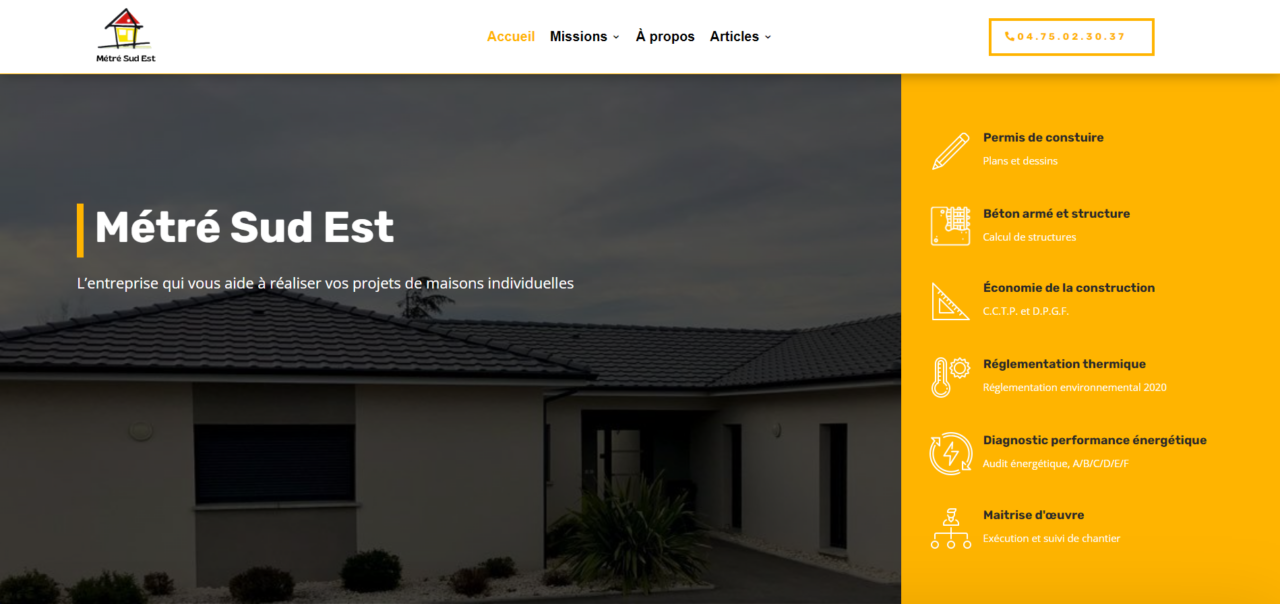 Métré Sud Est
Accueil
Missions
À propos
Articles
04.75.02.30.37
Métré Sud Est
L'entreprise qui vous aide à réaliser vos projets de maisons individuelles
Permis de constuire
Plans et dessins
Béton armé et structure
Calcul de structures
Économie de la construction
C.C.T.P. et D.P.G.F.
Réglementation thermique
Réglementation environnemental 2020
Diagnostic performance énergétique
Audit énergétique, A/B/C/D/E/F
Maitrise d'œuvre
Exécution et suivi de chantier